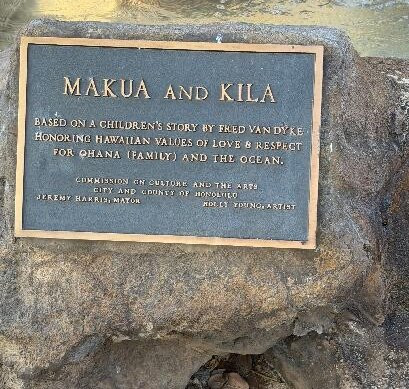 MAKUA AND KILA
BASED ON A CHILDREN'S STORY BY FRED VAN DYKE
HONORING HAWAIIAN VALUES OF LOVE & RESPECT
FOR OHANA (FAMILY) AND THE OCEAN.
COMMISSION ON CULTURE AND THE ARTS
CITY AND COUNTY OF HONOLULU
JEREMY HARRIS, MAYOR HOLLY YOUNG, ARTIST